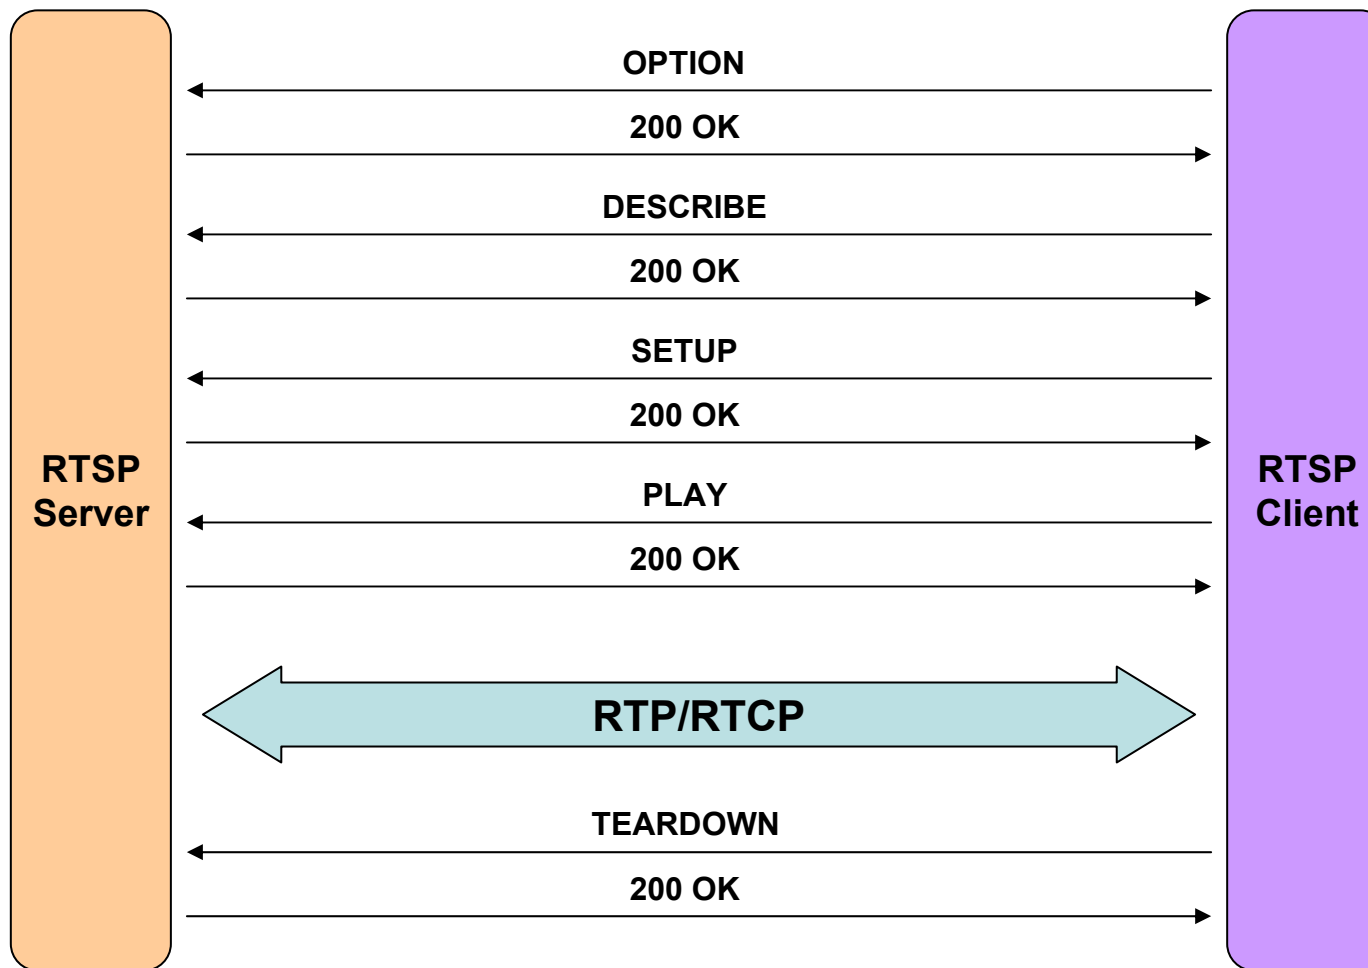 OPTION
200 OK
DESCRIBE
200 OK
SETUP
200 OK
RTSP
Server
RTSP
Client
PLAY
200 OK
RTP/RTCP
TEARDOWN
200 OK